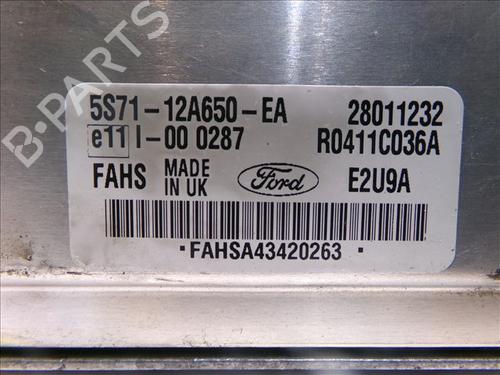 B-PARTS
5S71-12A650-EA 28011232
e11 I-00 0287 R0411C036A
FAHS MADE IN UK Ford E2U9A
•FAHSA43420263•